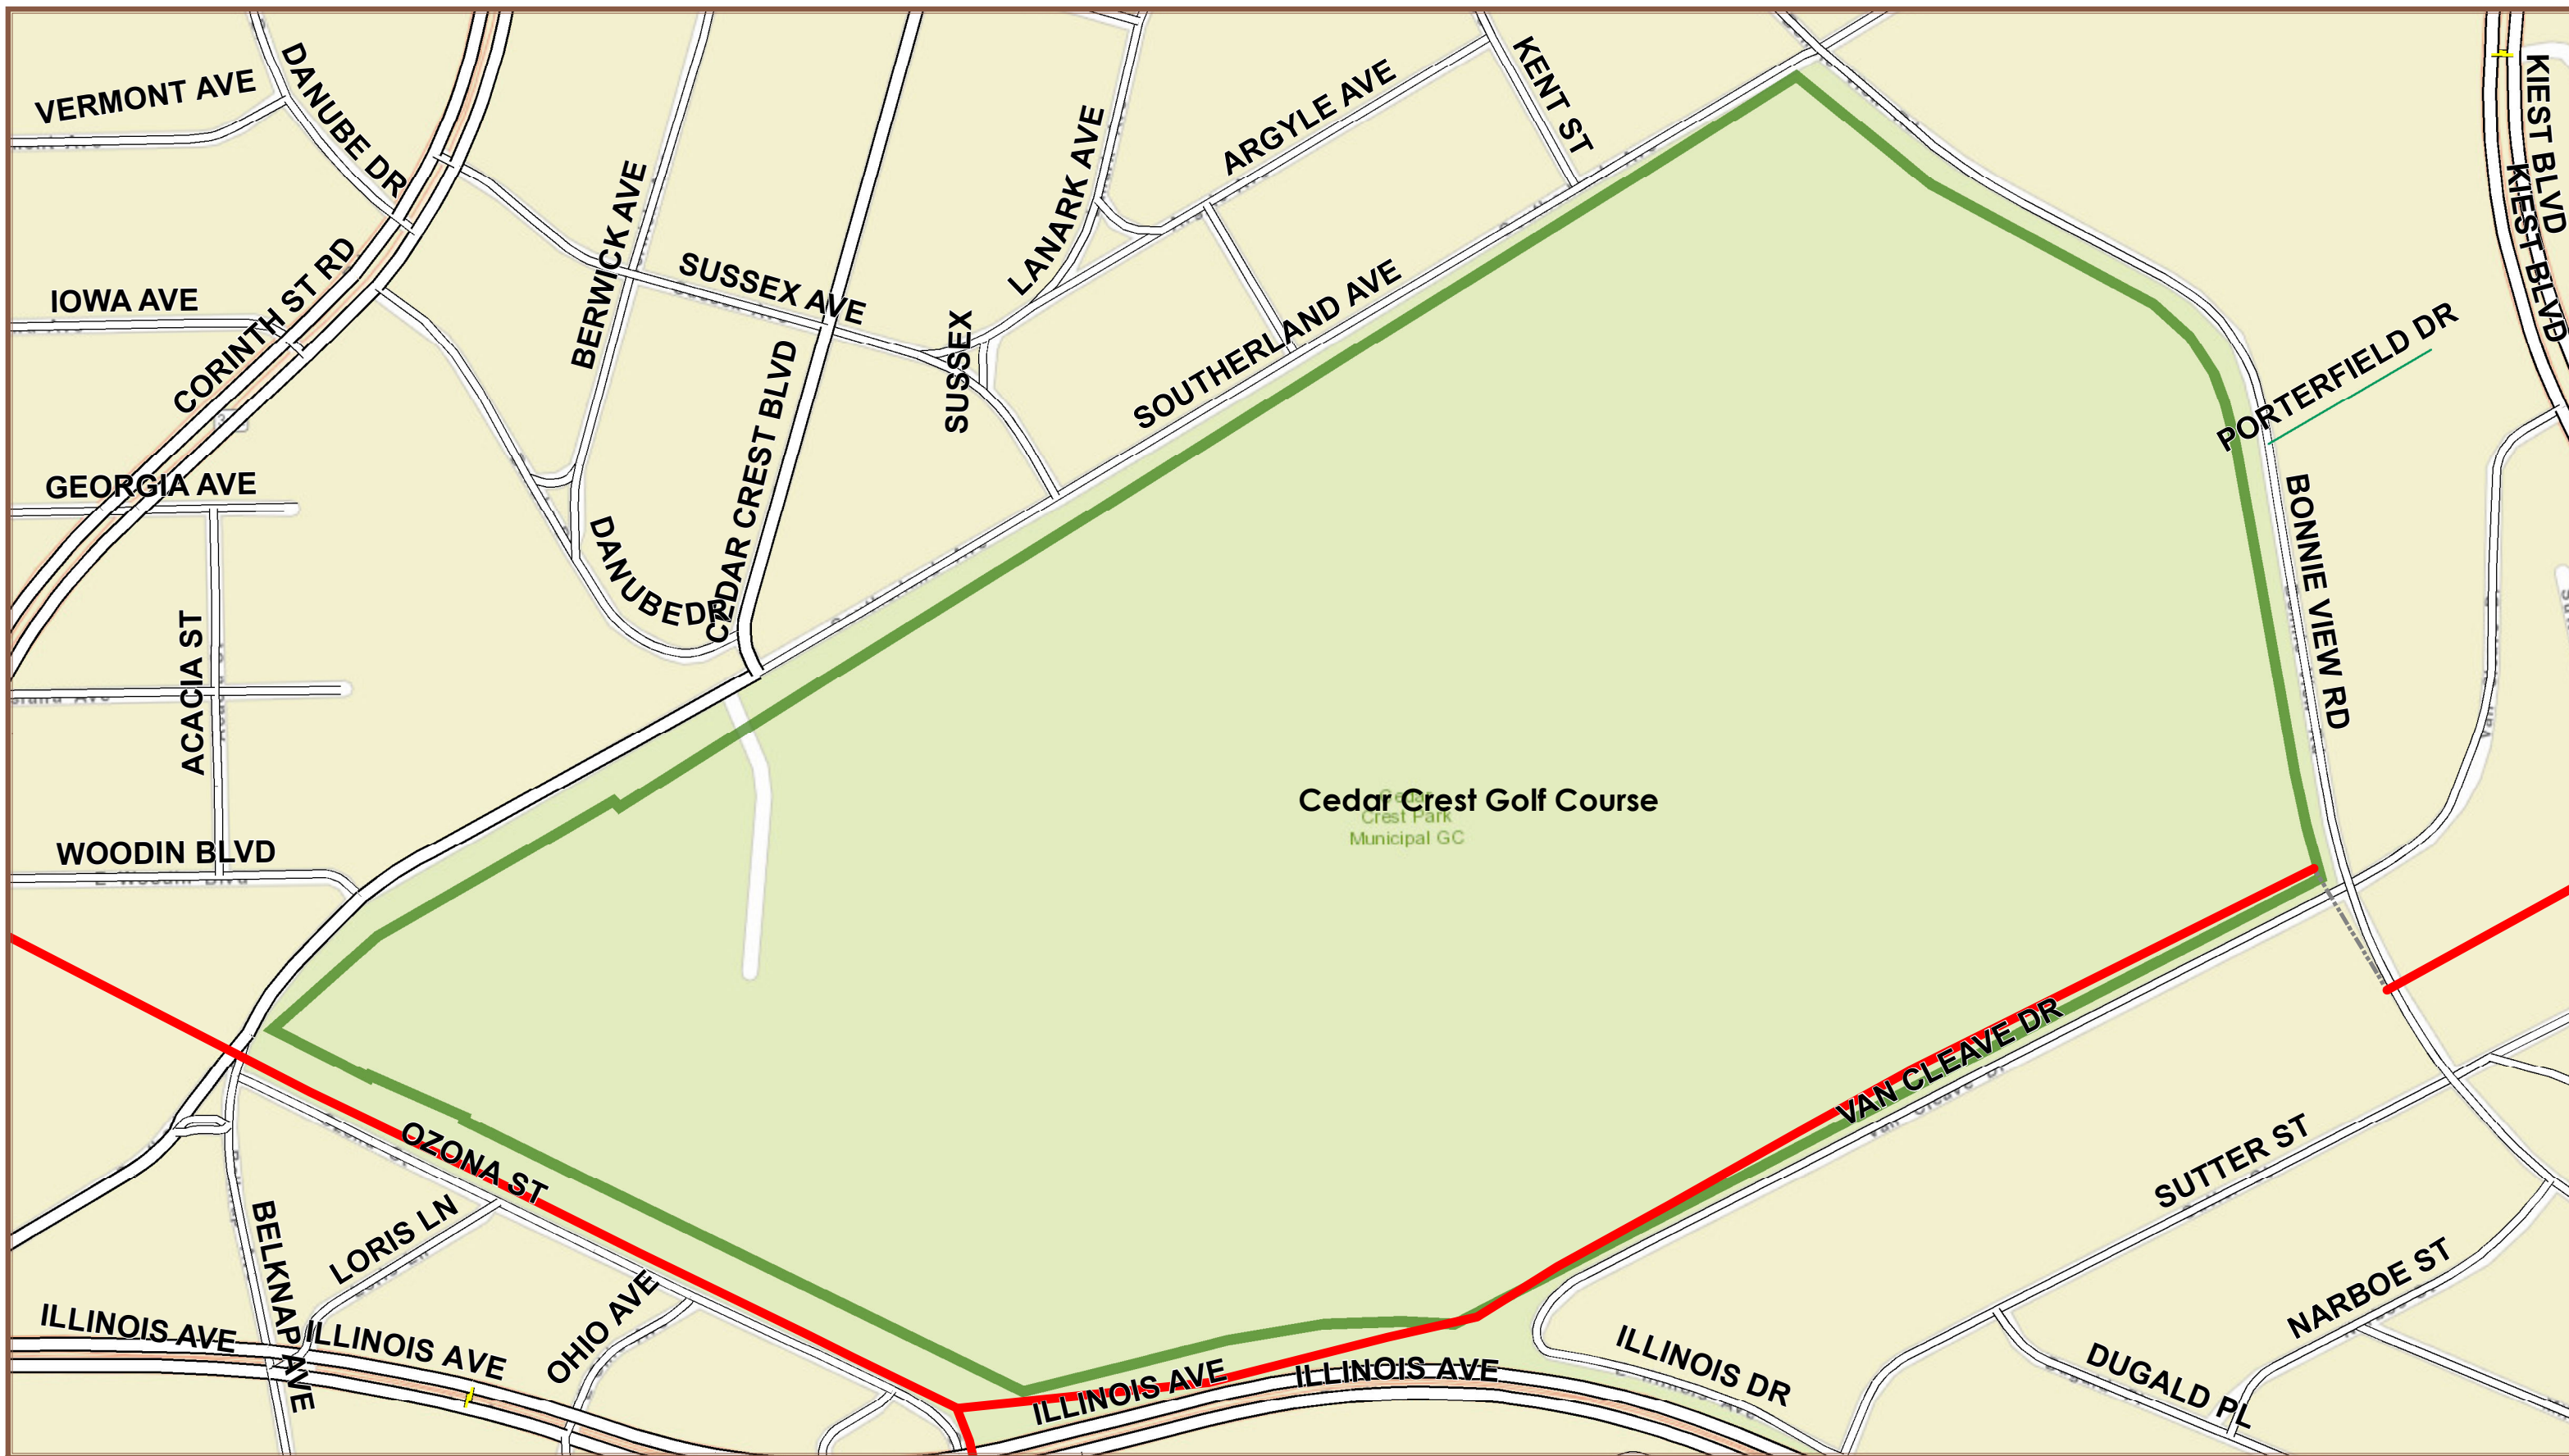 VERMONT AVE
DANUBE DR
KENT ST
KIEST BLVD
KIEST BLVD
ARGYLE AVE
LANARK AVE
BERWICK AVE
CORINTH ST RD
IOWA AVE
SUSSEX AVE
SUSSEX
SOUTHERLAND AVE
PORTERFIELD DR
CEDAR CREST BLVD
GEORGIA AVE
DANUBE DR
BONNIE VIEW RD
ACACIA ST
Cedar Crest Golf Course
Cedar
Crest Park
Municipal GC
WOODIN BLVD
E Woodin Blvd
VAN CLEAVE DR
OZONA ST
SUTTER ST
LORIS LN
BELKNAP AVE
OHIO AVE
NARBOE ST
ILLINOIS AVE
ILLINOIS AVE
ILLINOIS AVE
ILLINOIS AVE
ILLINOIS DR
DUGALD PL